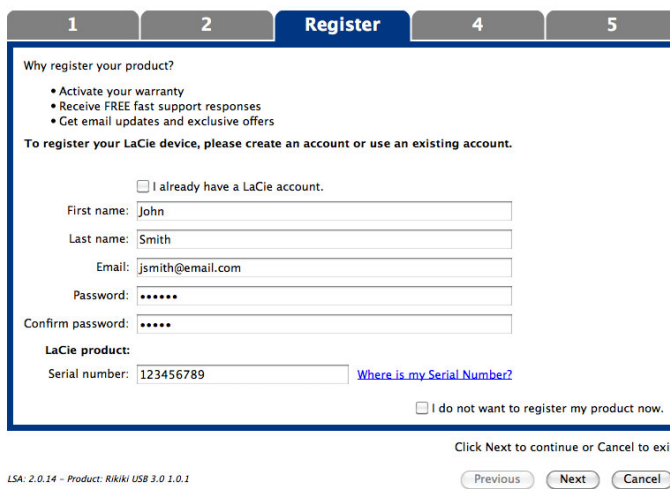 1 2 Register 4 5
Why register your product?
• Activate your warranty
• Receive FREE fast support responses
• Get email updates and exclusive offers
To register your LaCie device, please create an account or use an existing account.
I already have a LaCie account.
First name: John
Last name: Smith
Email: jsmith@email.com
Password: ••••••
Confirm password: •••••
LaCie product:
Serial number: 123456789 Where is my Serial Number?
I do not want to register my product now.
Click Next to continue or Cancel to exi
LSA: 2.0.14 – Product: Rikiki USB 3.0 1.0.1 Previous Next Cancel